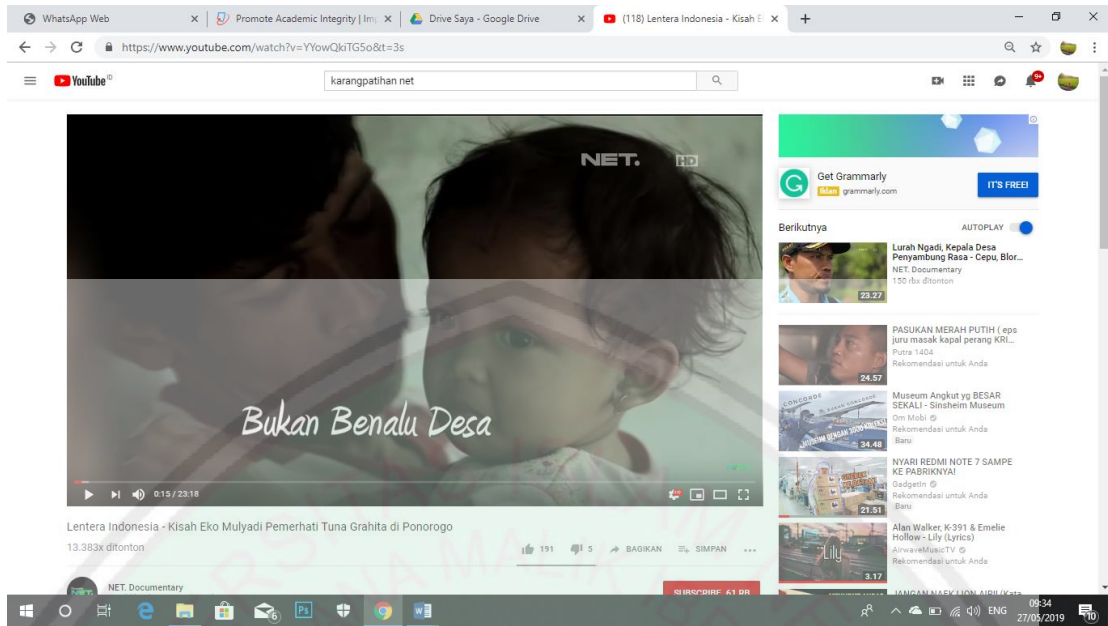 WhatsApp Web
Promote Academic Integrity | Im
Drive Saya - Google Drive
(118) Lentera Indonesia - Kisah E
https://www.youtube.com/watch?v=YYowQkiTG5o&t=3s
YouTube ID
karangpatihan net
9+
NET. HD
Bukan Benalu Desa
0:15 / 23:18
Lentera Indonesia - Kisah Eko Mulyadi Pemerhati Tuna Grahita di Ponorogo
13.383x ditonton
191 5 BAGIKAN SIMPAN
NET. Documentary
SUBSCRIBE 61 RB
Get Grammarly
Iklan grammarly.com
IT'S FREE!
Berikutnya
AUTOPLAY
Lurah Ngadi, Kepala Desa
Penyambung Rasa - Cepu, Blor...
NET. Documentary
150 rbx ditonton
23.27
PASUKAN MERAH PUTIH ( eps
juru masak kapal perang KRI...
Putra 1404
Rekomendasi untuk Anda
24.57
Museum Angkut yg BESAR
SEKALI - Sinsheim Museum
Om Mobi
Rekomendasi untuk Anda
Baru
34.48
NYARI REDMI NOTE 7 SAMPE
KE PABRIKNYA!
GadgetIn
Rekomendasi untuk Anda
Baru
21.51
Alan Walker, K-391 & Emelie
Hollow - Lily (Lyrics)
AirwaveMusicTV
Rekomendasi untuk Anda
Lily
3.17
09:34
ENG
27/05/2019